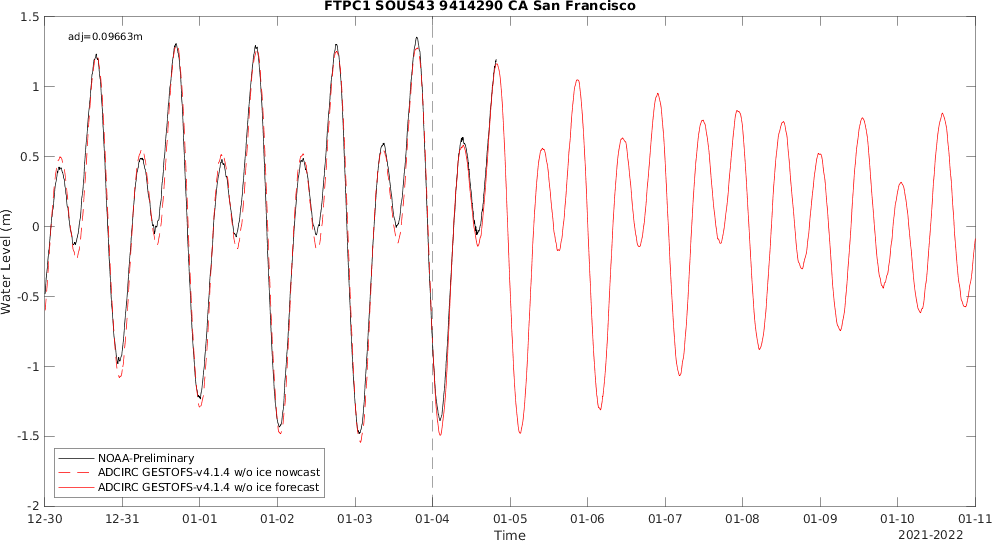 FTPC1 SOUS43 9414290 CA San Francisco
adj=0.09663m
1.5
1
0.5
0
-0.5
-1
-1.5
-2
Water Level (m)
NOAA-Preliminary
ADCIRC GESTOFS-v4.1.4 w/o ice nowcast
ADCIRC GESTOFS-v4.1.4 w/o ice forecast
12-30 12-31 01-01 01-02 01-03 01-04 01-05 01-06 01-07 01-08 01-09 01-10 01-11
Time
2021-2022